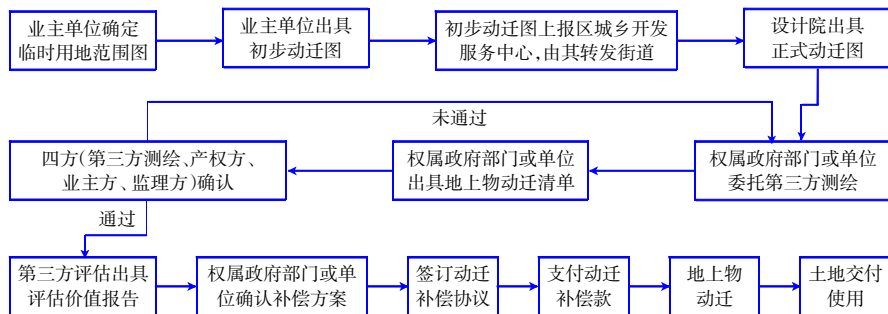 业主单位确定
临时用地范围图
业主单位出具
初步动迁图
初步动迁图上报区城乡开发
服务中心,由其转发街道
设计院出具
正式动迁图
未通过
四方(第三方测绘、产权方、
业主方、监理方)确认
权属政府部门或单位
出具地上物动迁清单
权属政府部门或单位
委托第三方测绘
通过
第三方评估出具
评估价值报告
权属政府部门或单
位确认补偿方案
签订动迁
补偿协议
支付动迁
补偿款
地上物
动迁
土地交付
使用